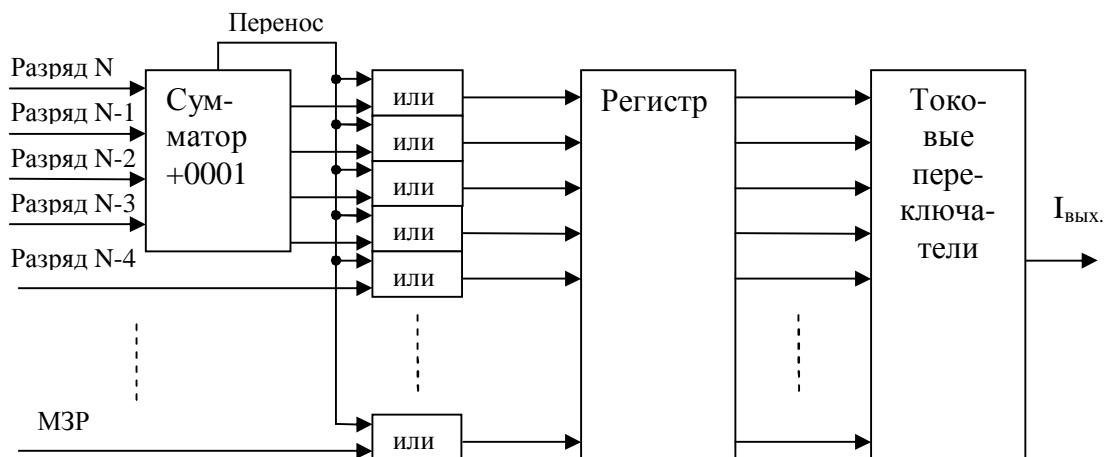 Перенос
Разряд N
Разряд N-1
Разряд N-2
Разряд N-3
Разряд N-4
МЗР
Сум-
матор
+0001
или
или
или
или
или
или
Регистр
Токо-
вые
пере-
ключа-
тели
Iвых.